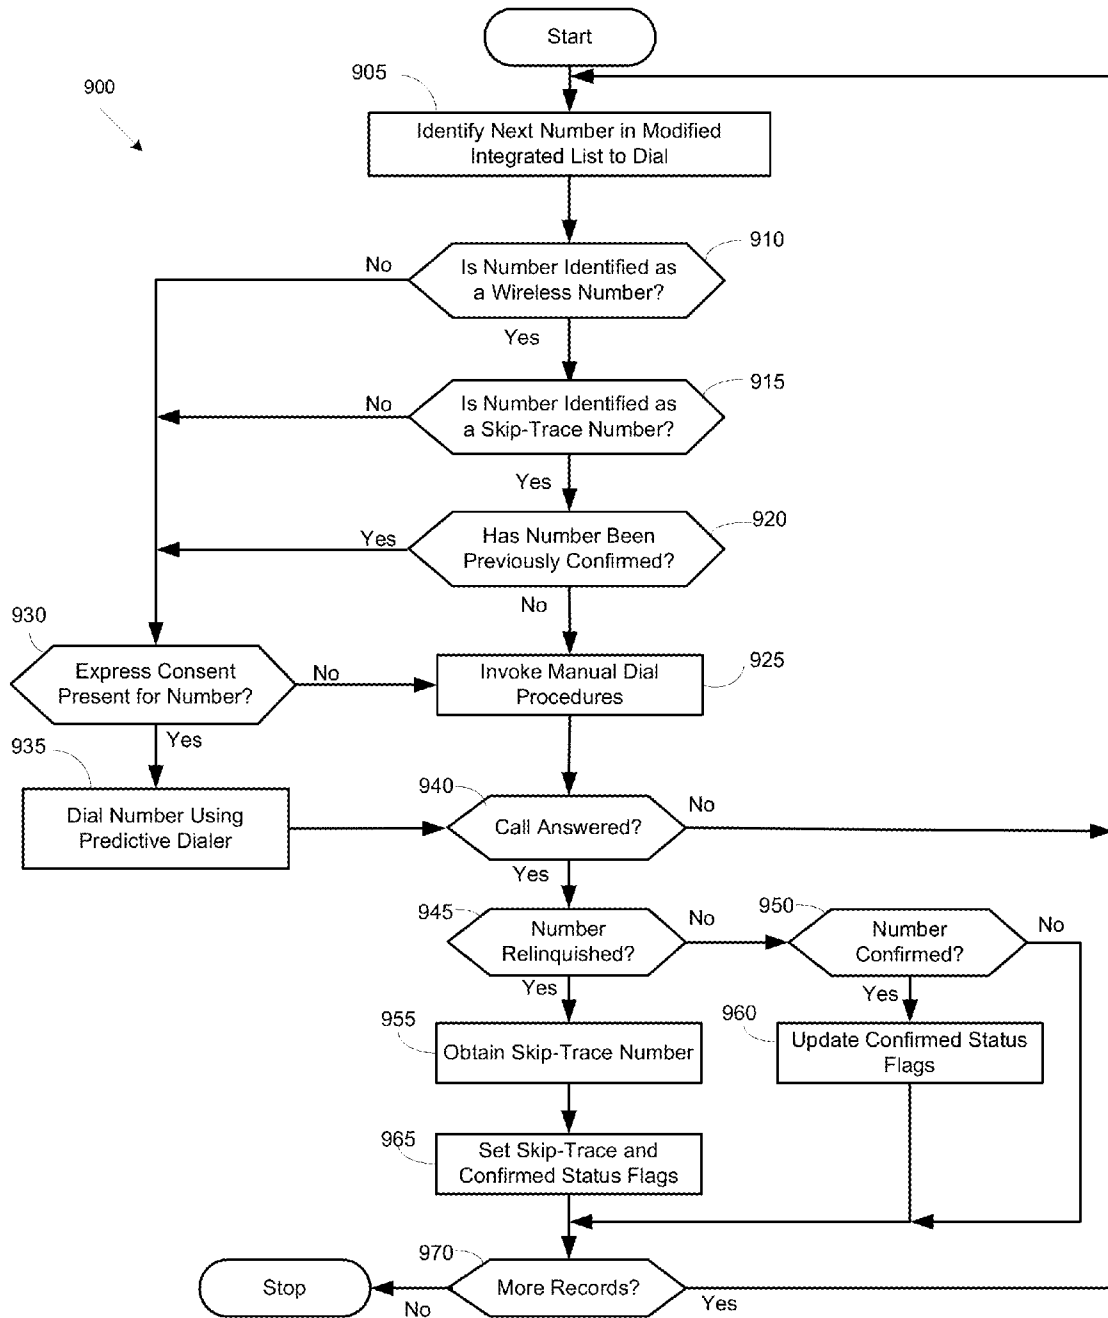 Start
905
900
Identify Next Number in Modified
Integrated List to Dial
910
No
Is Number Identified as
a Wireless Number?
Yes
915
No
Is Number Identified as
a Skip-Trace Number?
Yes
920
Yes
Has Number Been
Previously Confirmed?
No
930
Express Consent
Present for Number?
No
Invoke Manual Dial
Procedures
925
Yes
935
Dial Number Using
Predictive Dialer
940
Call Answered?
No
Yes
945
Number
Relinquished?
No
950
Number
Confirmed?
No
Yes
Yes
955
Obtain Skip-Trace Number
960
Update Confirmed Status
Flags
965
Set Skip-Trace and
Confirmed Status Flags
970
More Records?
Stop
No
Yes